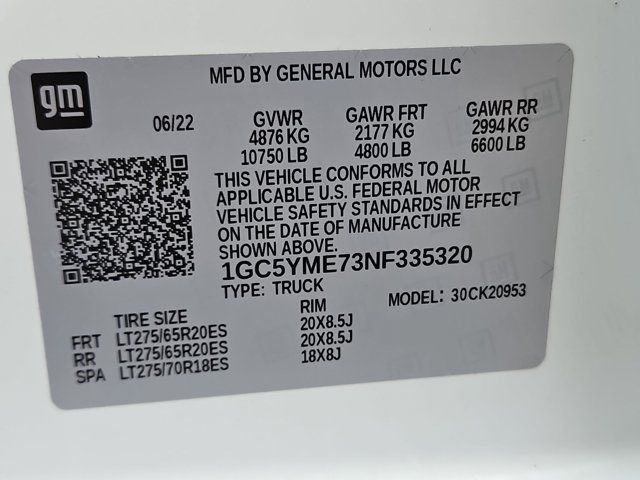 gm
MFD BY GENERAL MOTORS LLC
06/22 GVWR GAWR FRT GAWR RR
4876 KG 2177 KG 2994 KG
10750 LB 4800 LB 6600 LB
THIS VEHICLE CONFORMS TO ALL
APPLICABLE U.S. FEDERAL MOTOR
VEHICLE SAFETY STANDARDS IN EFFECT
ON THE DATE OF MANUFACTURE
SHOWN ABOVE.
1GC5YME73NF335320
TYPE: TRUCK MODEL: 30CK20953
TIRE SIZE RIM
FRT LT275/65R20ES 20X8.5J
RR LT275/65R20ES 20X8.5J
SPA LT275/70R18ES 18X8J